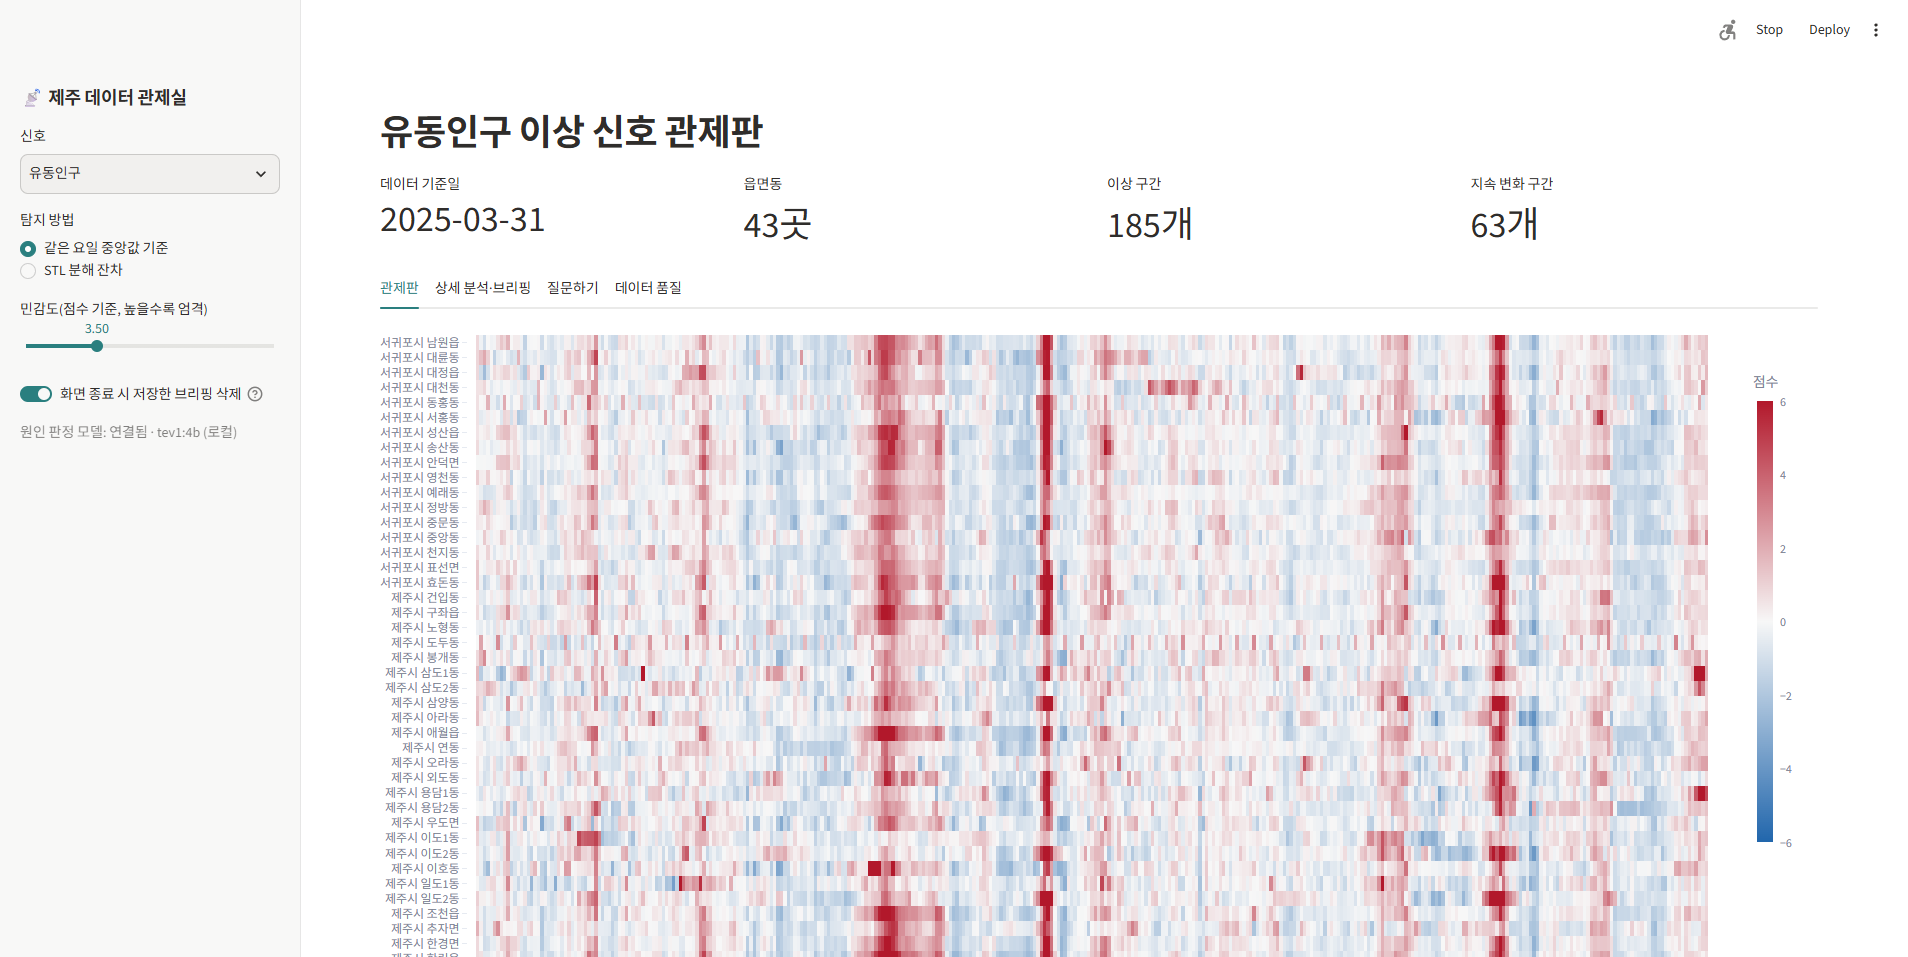 Stop
Deploy
제주 데이터 관제실
신호
유동인구
탐지 방법
같은 요일 중앙값 기준
STL 분해 잔차
민감도(점수 기준, 높을수록 엄격)
3.50
화면 종료 시 저장한 브리핑 삭제
원인 판정 모델: 연결됨 · tev1:4b (로컬)
유동인구 이상 신호 관제판
데이터 기준일
2025-03-31
읍면동
43곳
이상 구간
185개
지속 변화 구간
63개
관제판
상세 분석·브리핑
질문하기
데이터 품질
서귀포시 남원읍
서귀포시 대륜동
서귀포시 대정읍
서귀포시 대천동
서귀포시 동홍동
서귀포시 서홍동
서귀포시 성산읍
서귀포시 송산동
서귀포시 안덕면
서귀포시 영천동
서귀포시 예래동
서귀포시 정방동
서귀포시 중문동
서귀포시 중앙동
서귀포시 천지동
서귀포시 표선면
서귀포시 효돈동
제주시 건입동
제주시 구좌읍
제주시 노형동
제주시 도두동
제주시 봉개동
제주시 삼도1동
제주시 삼도2동
제주시 삼양동
제주시 아라동
제주시 애월읍
제주시 연동
제주시 오라동
제주시 외도동
제주시 용담1동
제주시 용담2동
제주시 우도면
제주시 이도1동
제주시 이도2동
제주시 이호동
제주시 일도1동
제주시 일도2동
제주시 조천읍
제주시 추자면
제주시 한경면
점수
6
4
2
0
−2
−4
−6